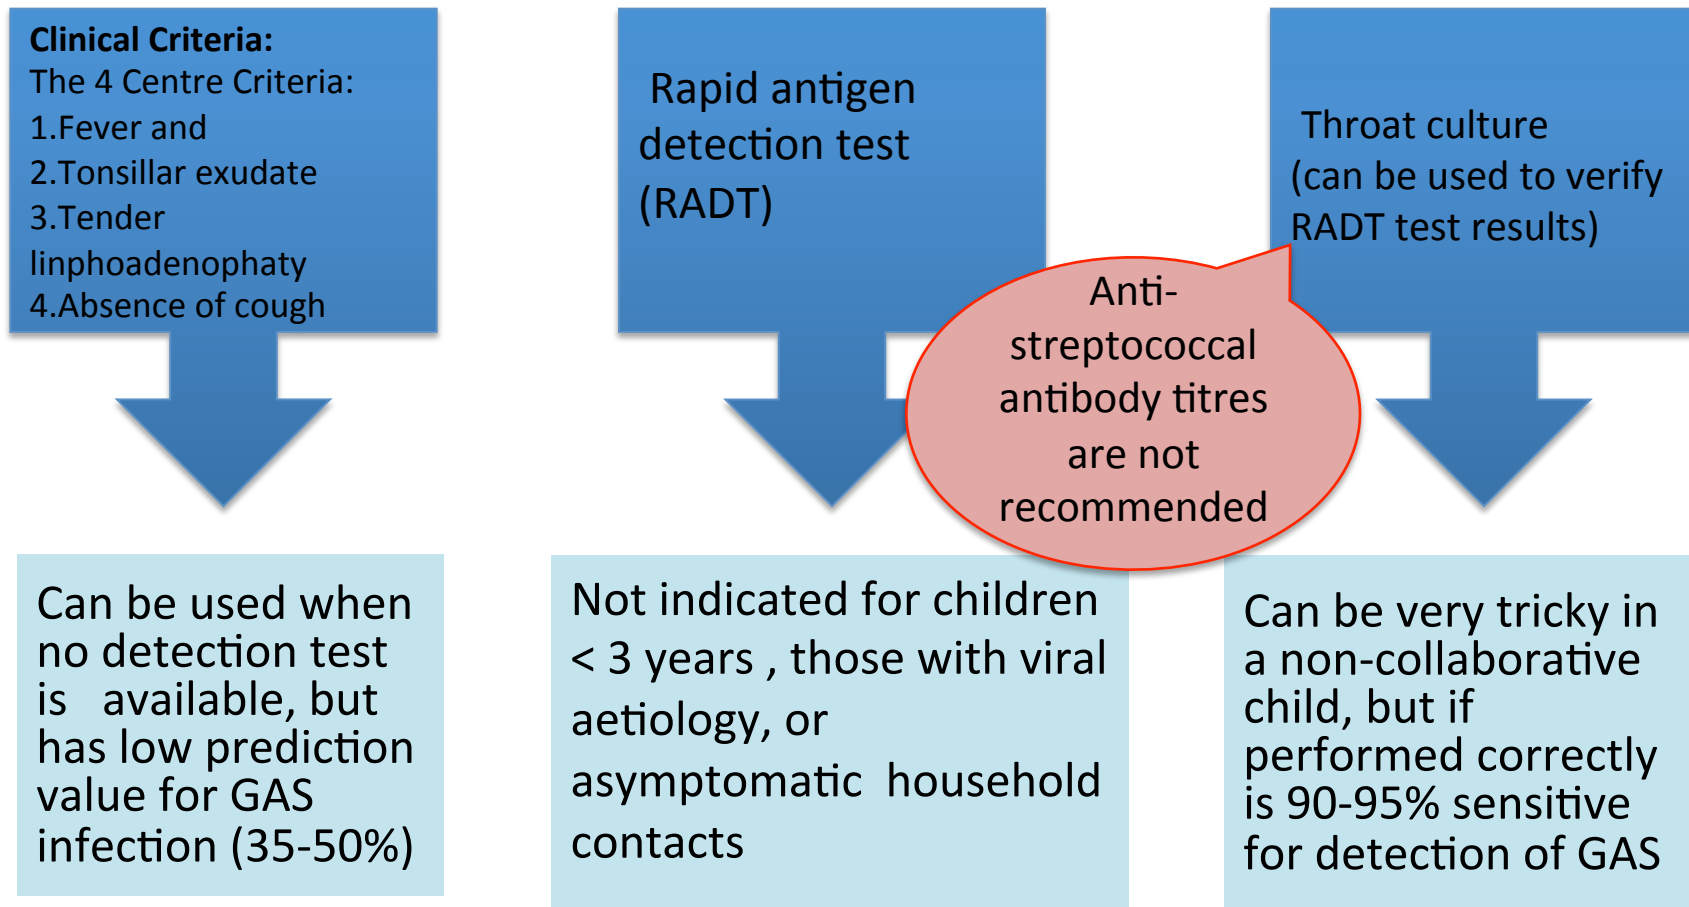 Clinical Criteria:
The 4 Centre Criteria:
1.Fever and
2.Tonsillar exudate
3.Tender
linphoadenophaty
4.Absence of cough
Can be used when
no detection test
is available, but
has low prediction
value for GAS
infection (35-50%)
Rapid antigen
detection test
(RADT)
Not indicated for children
< 3 years , those with viral
aetiology, or
asymptomatic household
contacts
Anti-
streptococcal
antibody titres
are not
recommended
Throat culture
(can be used to verify
RADT test results)
Can be very tricky in
a non-collaborative
child, but if
performed correctly
is 90-95% sensitive
for detection of GAS